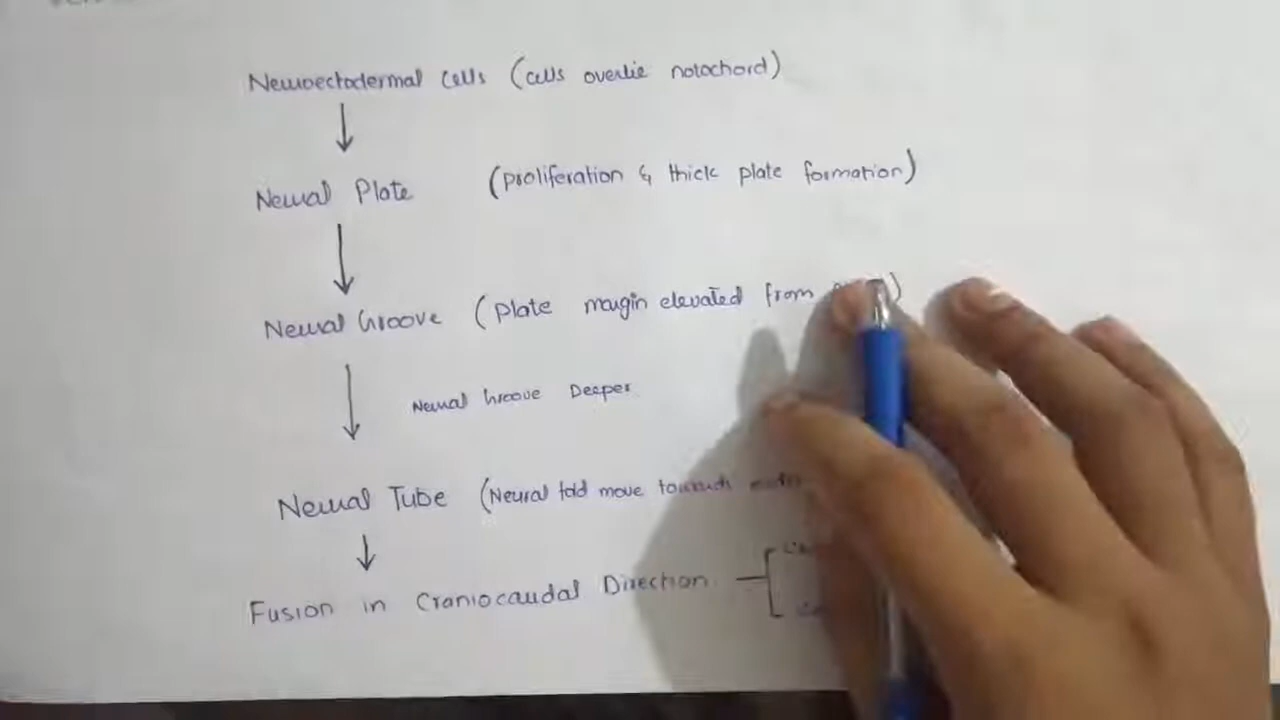 Neuroectodermal Cells (cells overlie notochord)
Neural Plate (Proliferation & thick plate formation)
Neural Groove (Plate margin elevated from )
Neural Groove Deeper
Neural Tube (Neural fold move towards
Fusion in Craniocaudal Direction